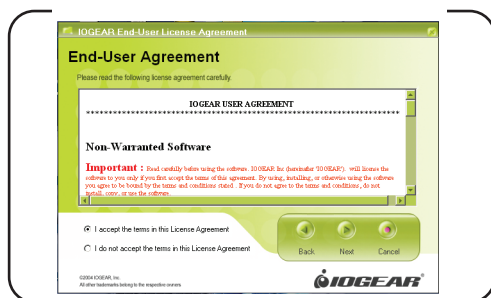 IOGEAR End-User License Agreement
End-User Agreement
Please read the following license agreement carefully.
IOGEAR USER AGREEMENT
************************************************************************
Non-Warranted Software
Important : Read carefully before using the software. IOGEAR Inc (hereinafter 'IOGEAR'). will license the
software to you only if you first accept the terms of this agreement. By using, installing, or otherwise using the software
you agree to be bound by the terms and conditions stated . If you do not agree to the terms and conditions, do not
install, copy, or use the software.
I accept the terms in this License Agreement
I do not accept the terms in this License Agreement
Back Next Cancel
©2004 IOGEAR, Inc.
All other trademarks belong to the respective owners
IOGEAR®